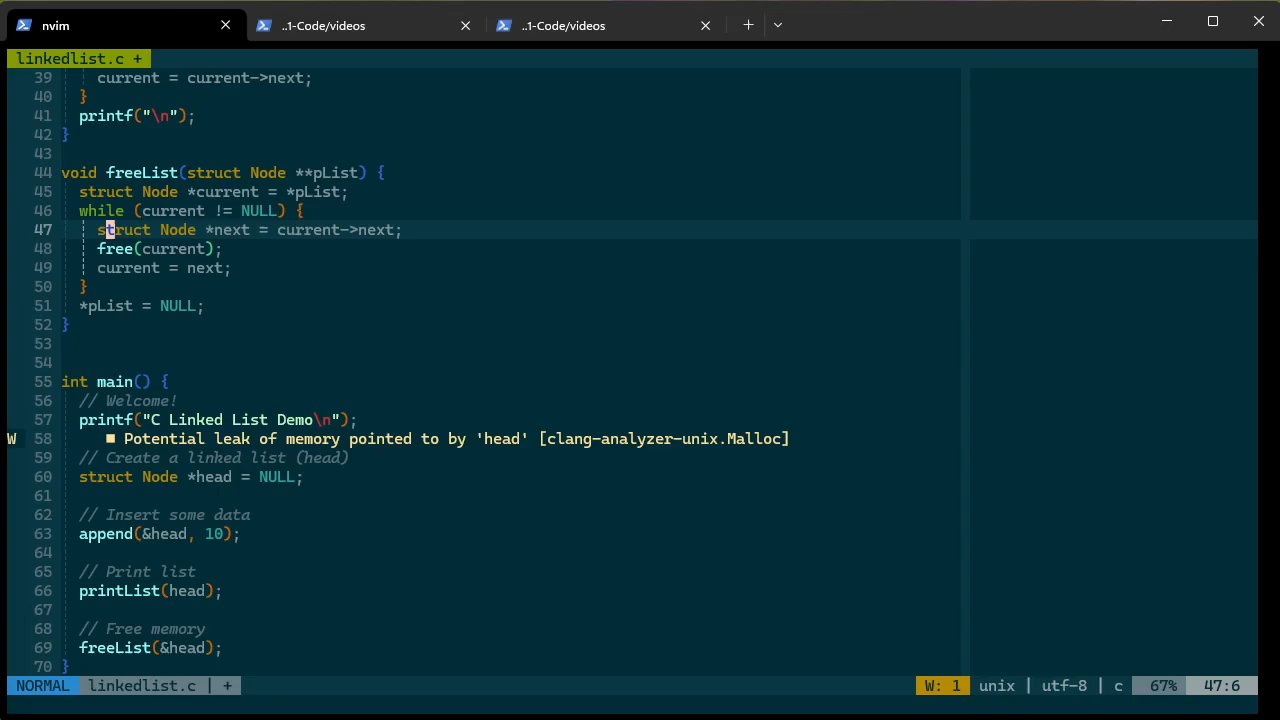 nvim
..1-Code/videos
..1-Code/videos
linkedlist.c +
39 current = current->next;
40 }
41 printf("\n");
42 }
43
44 void freeList(struct Node **pList) {
45 struct Node *current = *pList;
46 while (current != NULL) {
47 struct Node *next = current->next;
48 free(current);
49 current = next;
50 }
51 *pList = NULL;
52 }
53
54
55 int main() {
56 // Welcome!
57 printf("C Linked List Demo\n");
W 58 ■ Potential leak of memory pointed to by 'head' [clang-analyzer-unix.Malloc]
59 // Create a linked list (head)
60 struct Node *head = NULL;
61
62 // Insert some data
63 append(&head, 10);
64
65 // Print list
66 printList(head);
67
68 // Free memory
69 freeList(&head);
70 }
NORMAL linkedlist.c | + W: 1 unix | utf-8 | c 67% 47:6